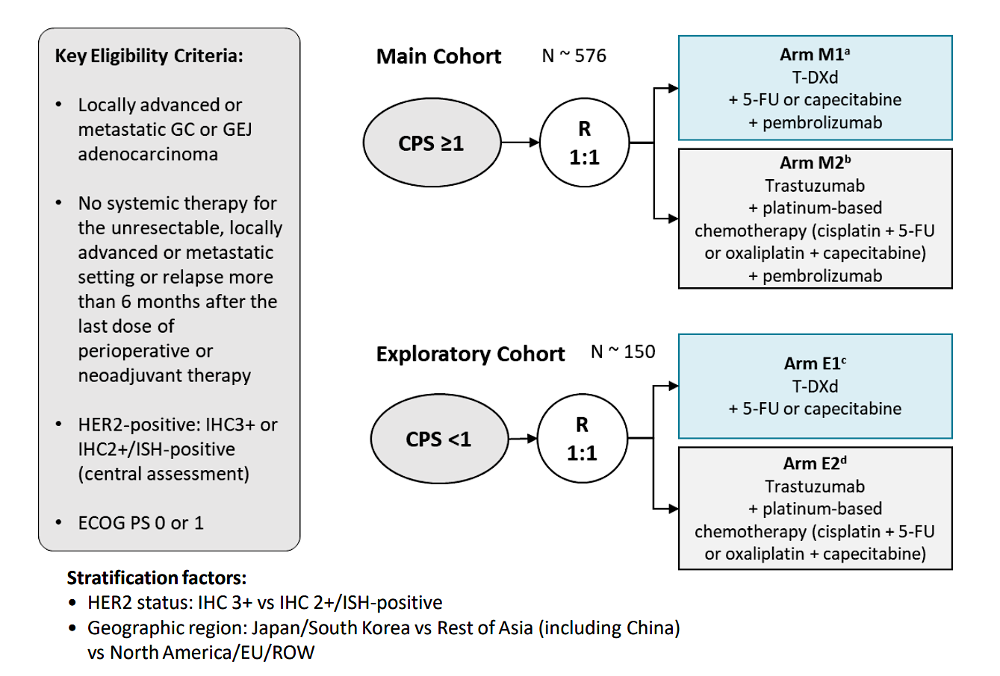 Key Eligibility Criteria:
• Locally advanced or
metastatic GC or GEJ
adenocarcinoma
• No systemic therapy for
the unresectable, locally
advanced or metastatic
setting or relapse more
than 6 months after the
last dose of
perioperative or
neoadjuvant therapy
• HER2-positive: IHC3+ or
IHC2+/ISH-positive
(central assessment)
• ECOG PS 0 or 1
Main Cohort N ~ 576
CPS ≥1
R
1:1
Arm M1ᵃ
T-DXd
+ 5-FU or capecitabine
+ pembrolizumab
Arm M2ᵇ
Trastuzumab
+ platinum-based
chemotherapy (cisplatin + 5-FU
or oxaliplatin + capecitabine)
+ pembrolizumab
Exploratory Cohort N ~ 150
CPS <1
R
1:1
Arm E1ᶜ
T-DXd
+ 5-FU or capecitabine
Arm E2ᵈ
Trastuzumab
+ platinum-based
chemotherapy (cisplatin + 5-FU
or oxaliplatin + capecitabine)
Stratification factors:
• HER2 status: IHC 3+ vs IHC 2+/ISH-positive
• Geographic region: Japan/South Korea vs Rest of Asia (including China)
vs North America/EU/ROW